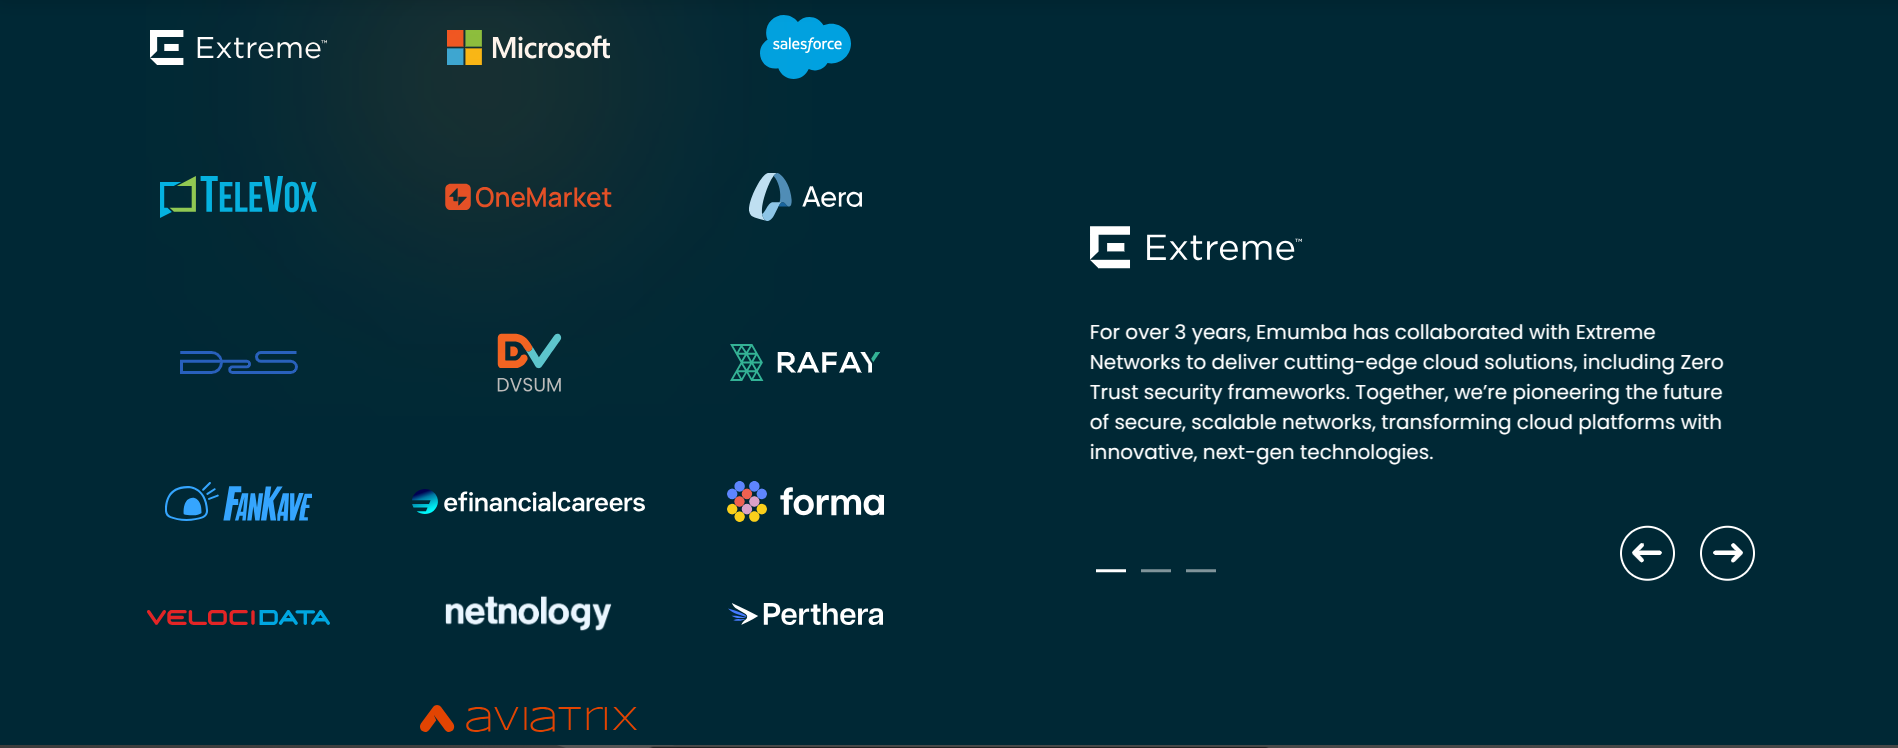 Extreme™
Microsoft
salesforce
TELEVOX
OneMarket
Aera
D2S
DVSUM
RAFAY
FANKAVE
efinancialcareers
forma
VELOCIDATA
netnology
Perthera
aviatrix
Extreme™
For over 3 years, Emumba has collaborated with Extreme
Networks to deliver cutting-edge cloud solutions, including Zero
Trust security frameworks. Together, we’re pioneering the future
of secure, scalable networks, transforming cloud platforms with
innovative, next-gen technologies.